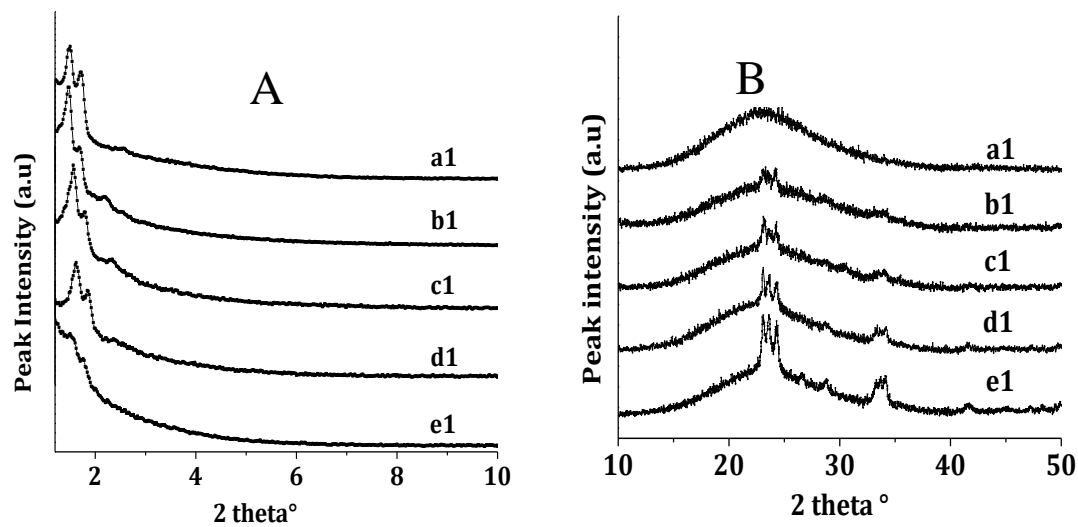 A
Peak Intensity (a.u)
a1
b1
c1
d1
e1
2 4 6 8 10
2 theta°
B
Peak intensity (a.u)
a1
b1
c1
d1
e1
10 20 30 40 50
2 theta °